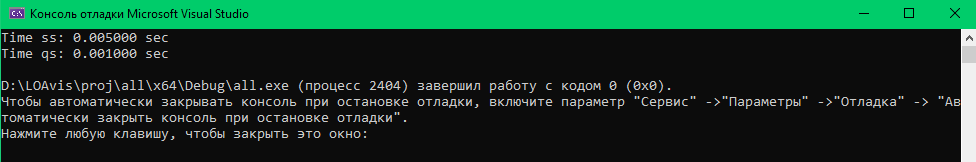 Консоль отладки Microsoft Visual Studio
Time ss: 0.005000 sec
Time qs: 0.001000 sec
D:\LOAvis\proj\all\x64\Debug\all.exe (процесс 2404) завершил работу с кодом 0 (0x0).
Чтобы автоматически закрывать консоль при остановке отладки, включите параметр "Сервис" ->"Параметры" ->"Отладка" -> "Ав
томатически закрыть консоль при остановке отладки".
Нажмите любую клавишу, чтобы закрыть это окно: